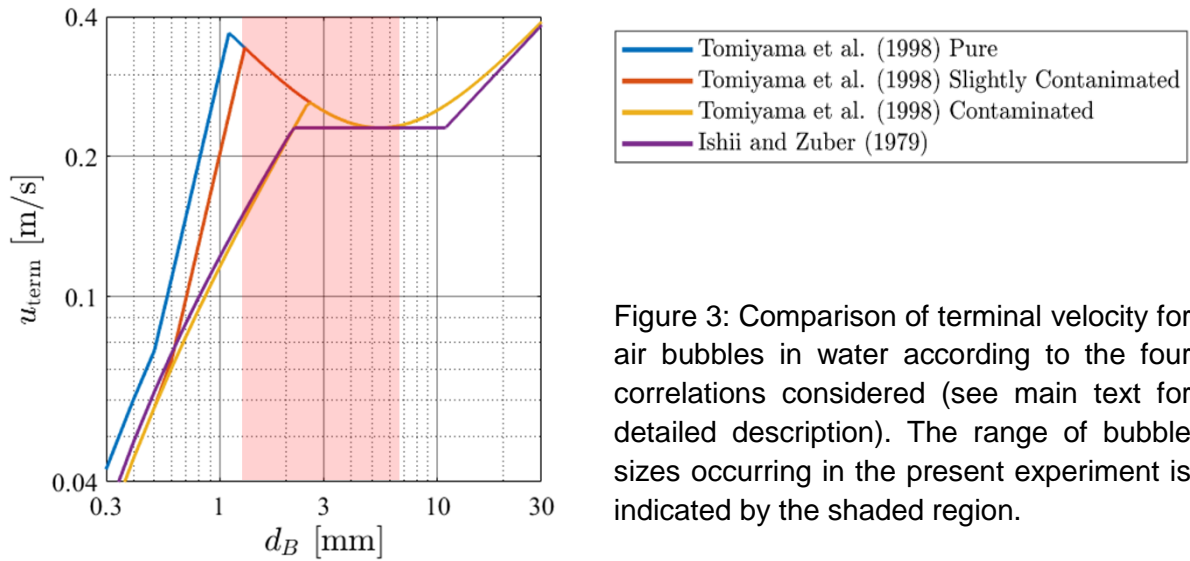 0.4
0.2
0.1
0.04
u_term [m/s]
0.3 1 3 10 30
d_B [mm]
Tomiyama et al. (1998) Pure
Tomiyama et al. (1998) Slightly Contanimated
Tomiyama et al. (1998) Contaminated
Ishii and Zuber (1979)
Figure 3: Comparison of terminal velocity for
air bubbles in water according to the four
correlations considered (see main text for
detailed description). The range of bubble
sizes occurring in the present experiment is
indicated by the shaded region.